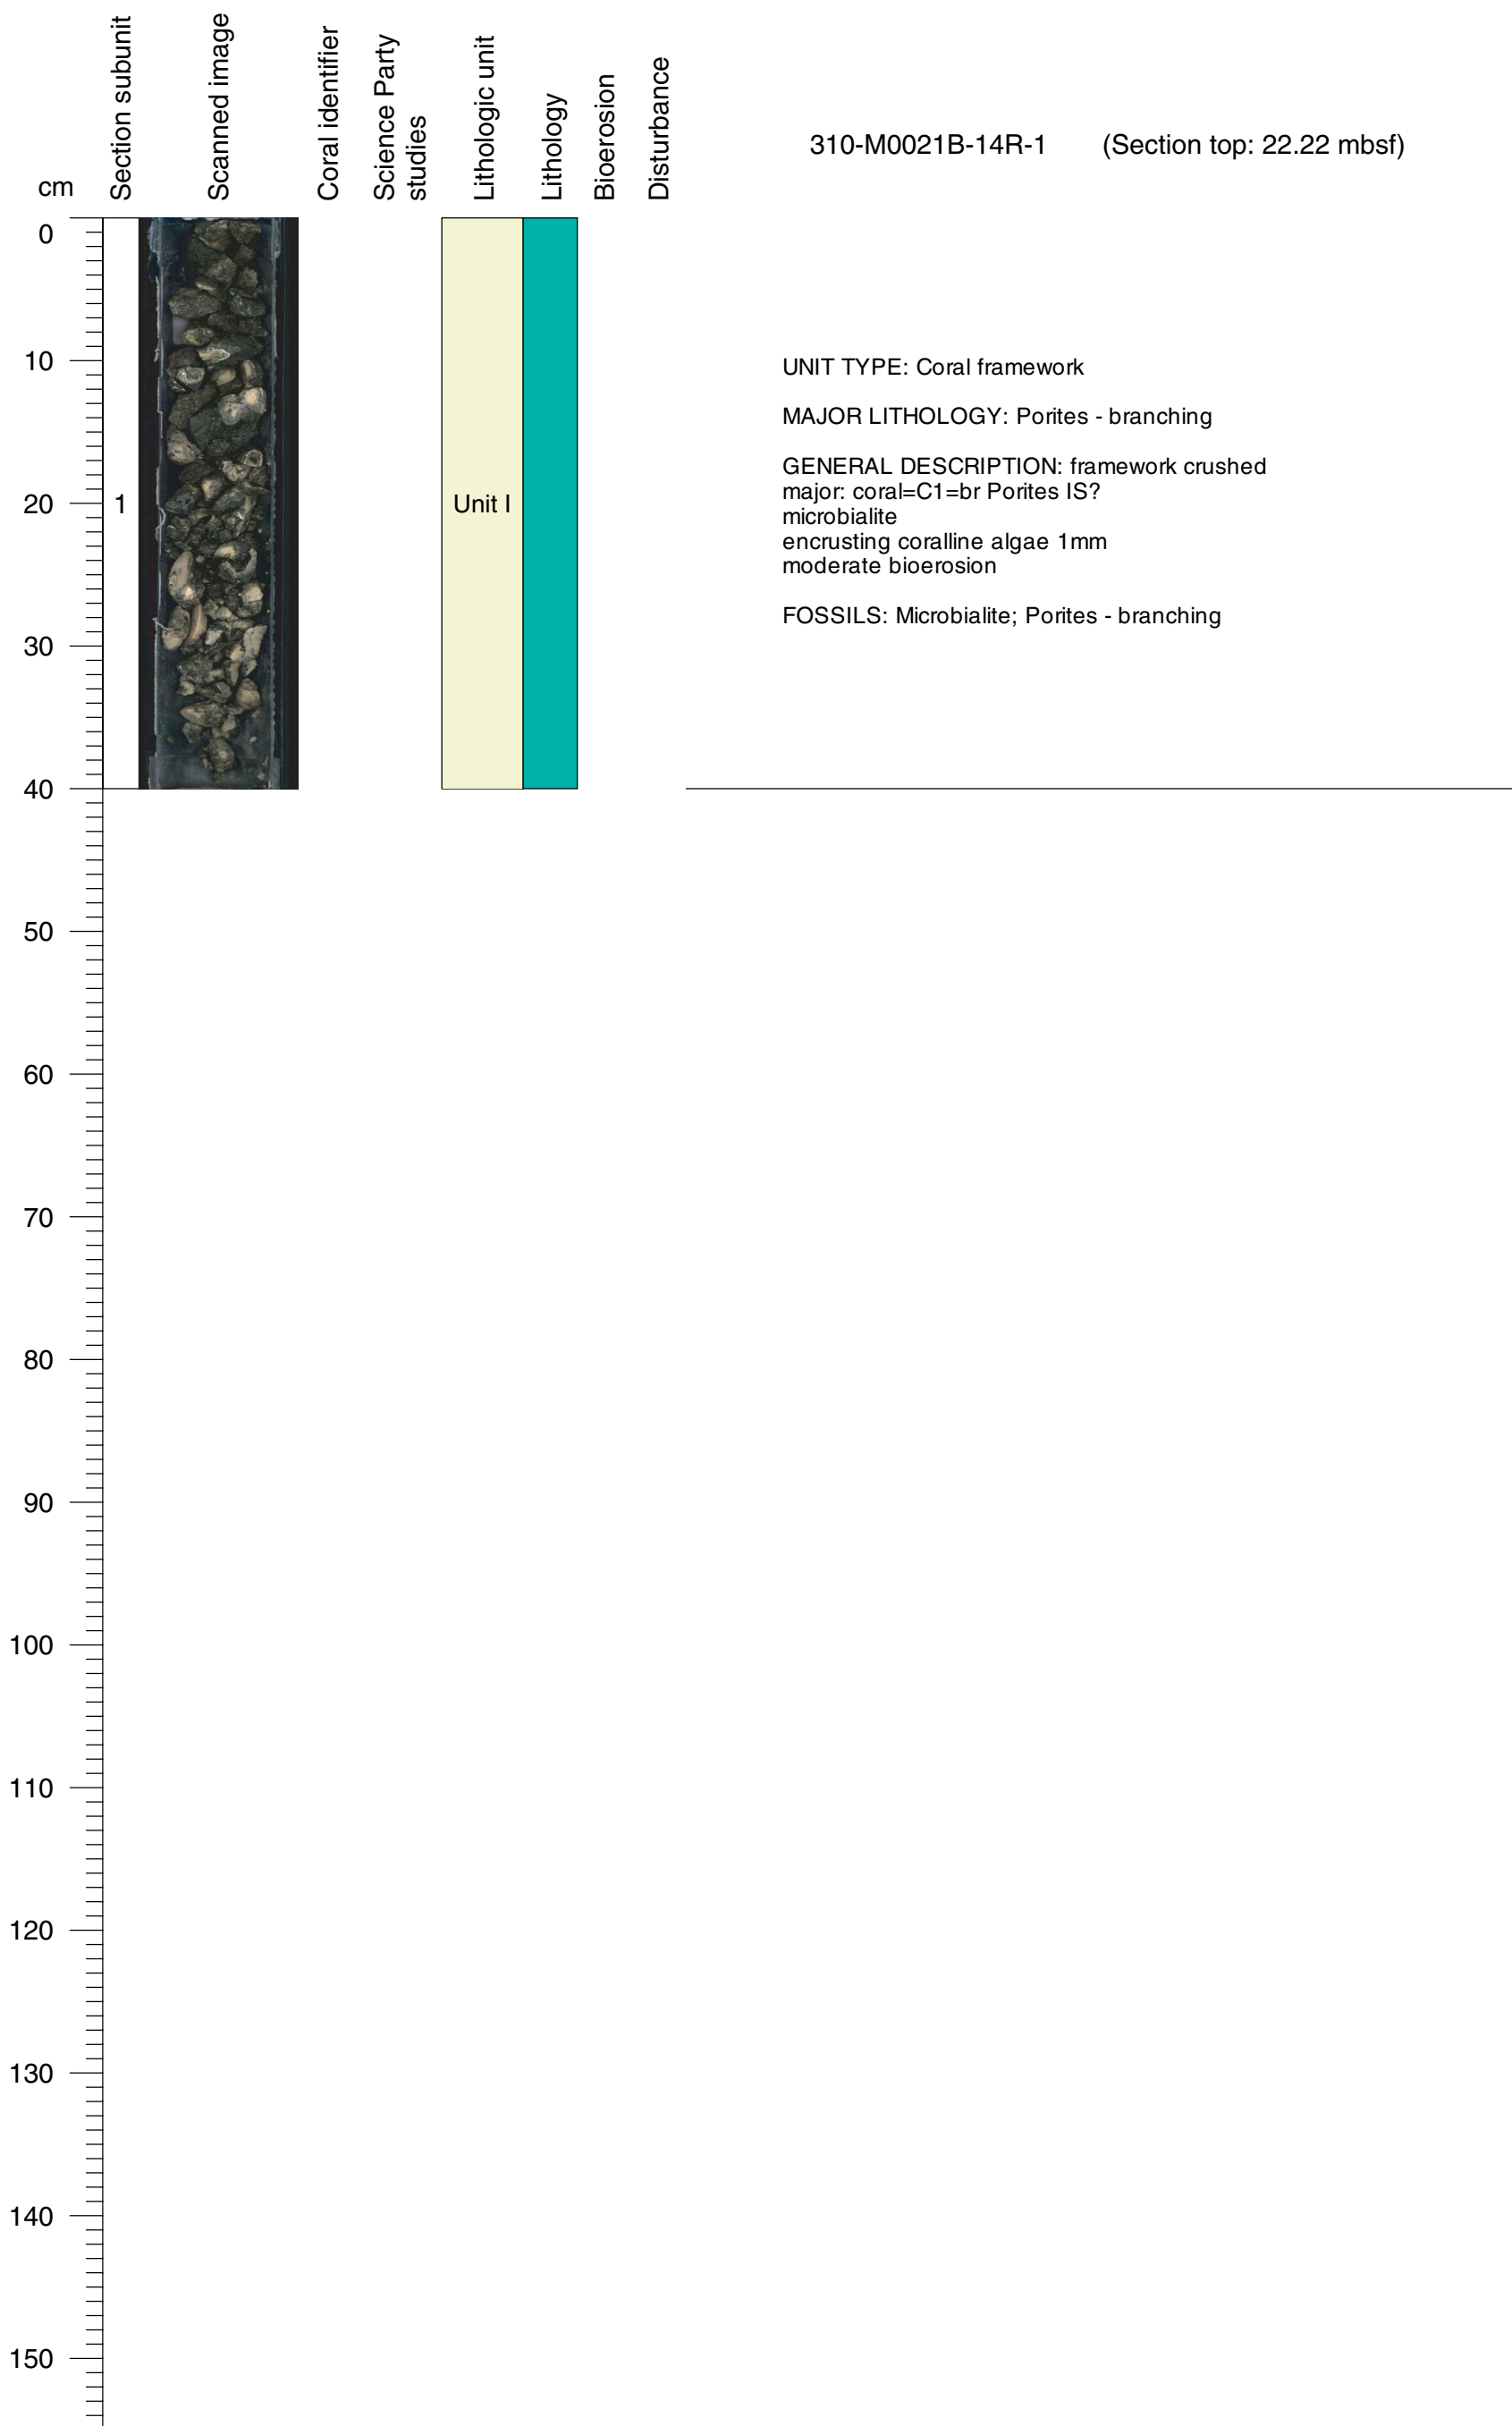 Section subunit
Scanned image
Coral identifier
Science Party
studies
Lithologic unit
Lithology
Bioerosion
Disturbance
310-M0021B-14R-1 (Section top: 22.22 mbsf)
cm
0
10
UNIT TYPE: Coral framework
MAJOR LITHOLOGY: Porites - branching
GENERAL DESCRIPTION: framework crushed
major: coral=C1=br Porites IS?
20 1 Unit I
microbialite
encrusting coralline algae 1mm
moderate bioerosion
FOSSILS: Microbialite; Porites - branching
30
40
50
60
70
80
90
100
110
120
130
140
150